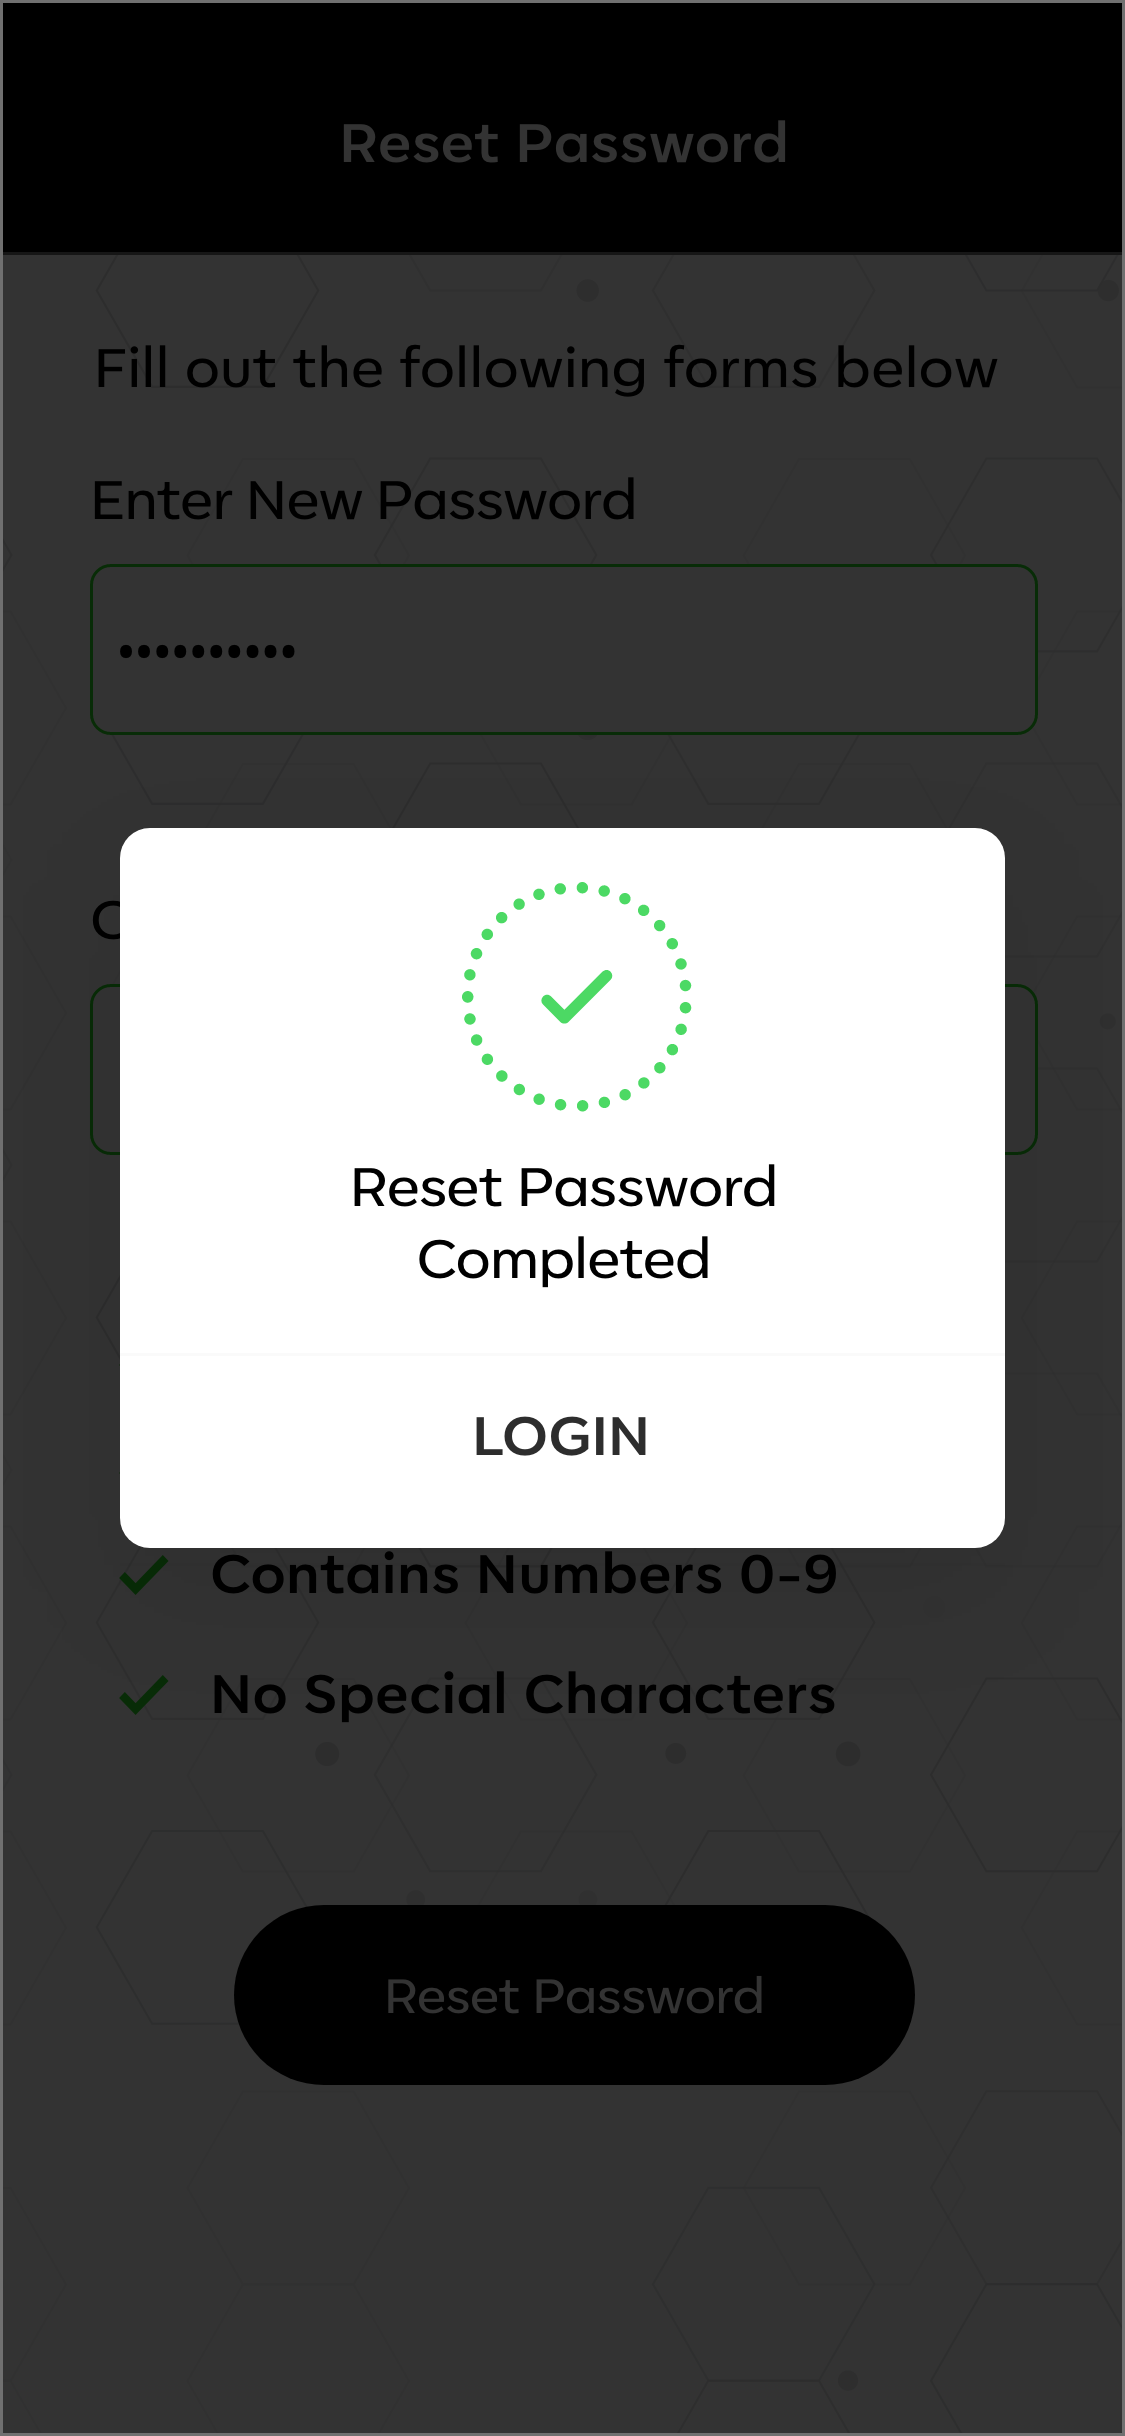 Reset Password
Fill out the following forms below
Enter New Password
••••••••••
Reset Password
Completed
LOGIN
Contains Numbers 0-9
No Special Characters
Reset Password